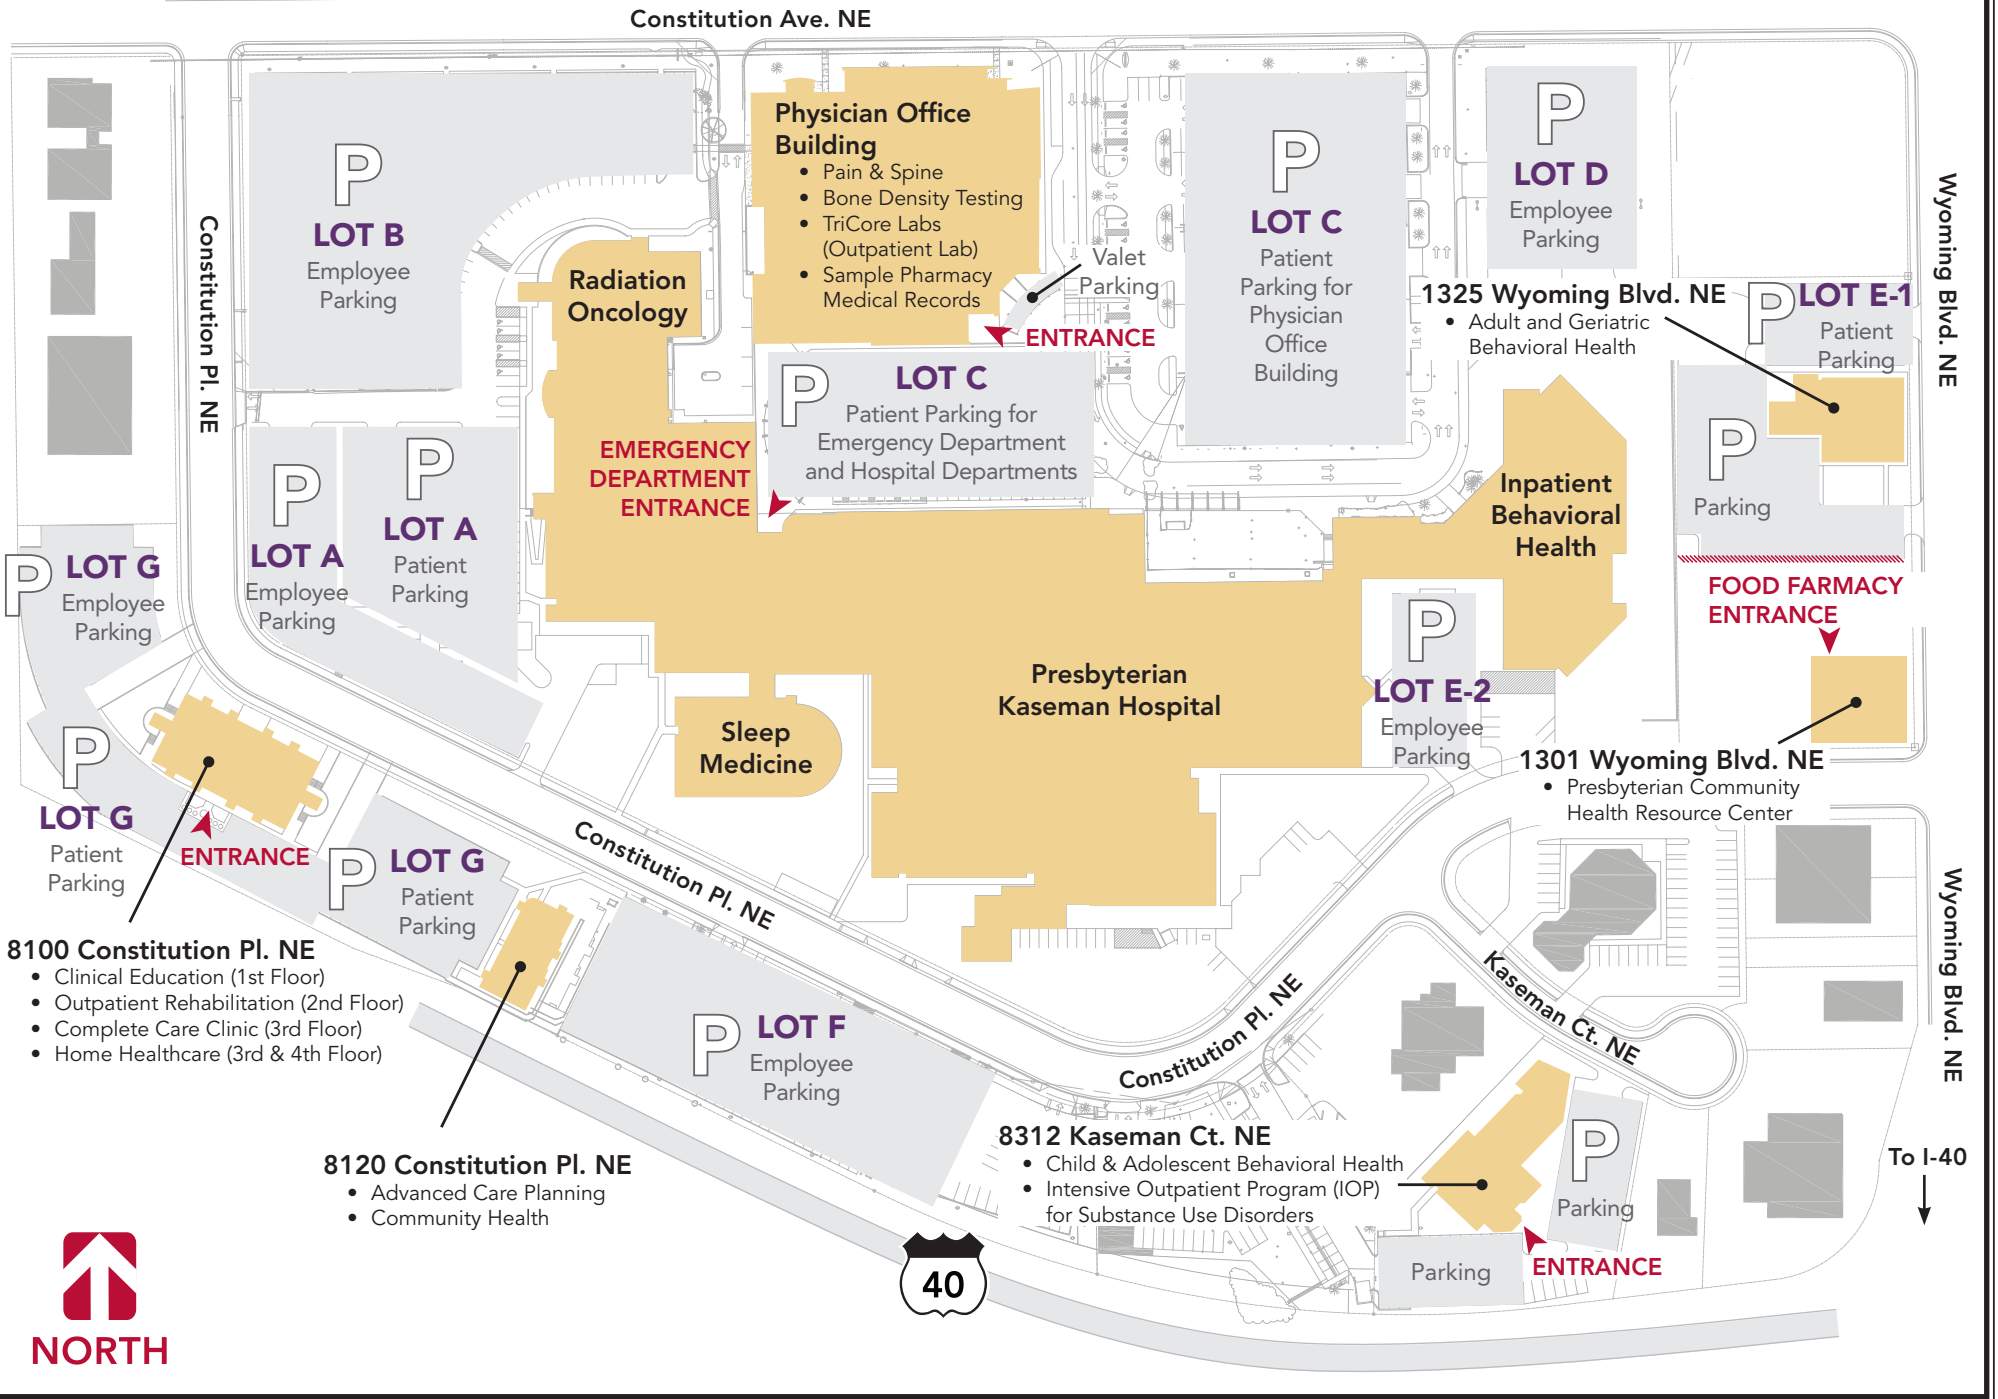 Constitution Ave. NE
Constitution Pl. NE
P
LOT B
Employee
Parking
Physician Office
Building
• Pain & Spine
• Bone Density Testing
• TriCore Labs
(Outpatient Lab)
• Sample Pharmacy
Medical Records
Radiation
Oncology
Valet
Parking
ENTRANCE
P
LOT C
Patient
Parking for
Physician
Office
Building
P
LOT D
Employee
Parking
Wyoming Blvd. NE
1325 Wyoming Blvd. NE
• Adult and Geriatric
Behavioral Health
P
LOT E-1
Patient
Parking
P
LOT C
Patient Parking for
Emergency Department
and Hospital Departments
EMERGENCY
DEPARTMENT
ENTRANCE
P
LOT A
Employee
Parking
P
LOT A
Patient
Parking
Inpatient
Behavioral
Health
P
Parking
P
LOT G
Employee
Parking
FOOD FARMACY
ENTRANCE
P
LOT E-2
Employee
Parking
Presbyterian
Kaseman Hospital
Sleep
Medicine
1301 Wyoming Blvd. NE
• Presbyterian Community
Health Resource Center
P
LOT G
Patient
Parking
ENTRANCE
P
LOT G
Patient
Parking
Constitution Pl. NE
8100 Constitution Pl. NE
• Clinical Education (1st Floor)
• Outpatient Rehabilitation (2nd Floor)
• Complete Care Clinic (3rd Floor)
• Home Healthcare (3rd & 4th Floor)
P
LOT F
Employee
Parking
Constitution Pl. NE
Kaseman Ct. NE
Wyoming Blvd. NE
8120 Constitution Pl. NE
• Advanced Care Planning
• Community Health
8312 Kaseman Ct. NE
• Child & Adolescent Behavioral Health
• Intensive Outpatient Program (IOP)
for Substance Use Disorders
P
Parking
To I-40
Parking
ENTRANCE
40
NORTH